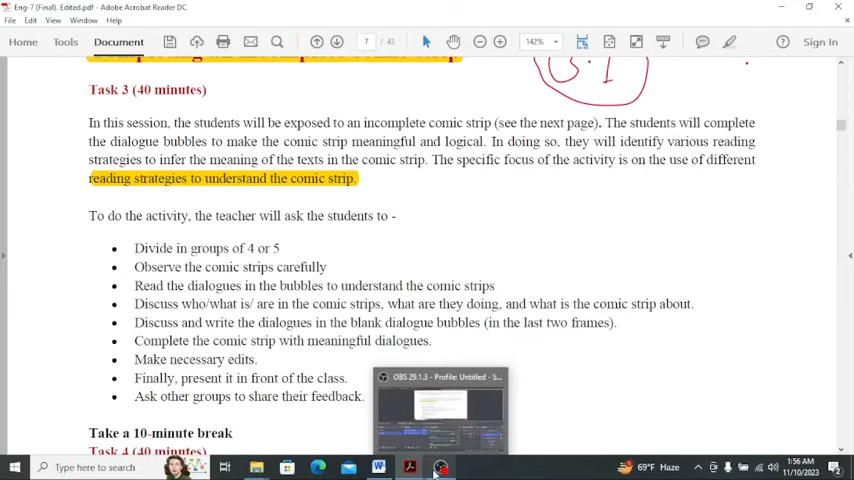 Eng-7 (Final). Edited.pdf - Adobe Acrobat Reader DC
File Edit View Window Help
Home Tools Document 7 / 43 142% Sign In
Task 3 (40 minutes)
In this session, the students will be exposed to an incomplete comic strip (see the next page). The students will complete
the dialogue bubbles to make the comic strip meaningful and logical. In doing so, they will identify various reading
strategies to infer the meaning of the texts in the comic strip. The specific focus of the activity is on the use of different
reading strategies to understand the comic strip.
To do the activity, the teacher will ask the students to -
• Divide in groups of 4 or 5
• Observe the comic strips carefully
• Read the dialogues in the bubbles to understand the comic strips
• Discuss who/what is/ are in the comic strips, what are they doing, and what is the comic strip about.
• Discuss and write the dialogues in the blank dialogue bubbles (in the last two frames).
• Complete the comic strip with meaningful dialogues.
• Make necessary edits.
• Finally, present it in front of the class.
• Ask other groups to share their feedback.
OBS 29.1.3 - Profile: Untitled - S...
Take a 10-minute break
Task 4 (40 minutes)
Type here to search
69°F Haze
1:56 AM
11/10/2023
2